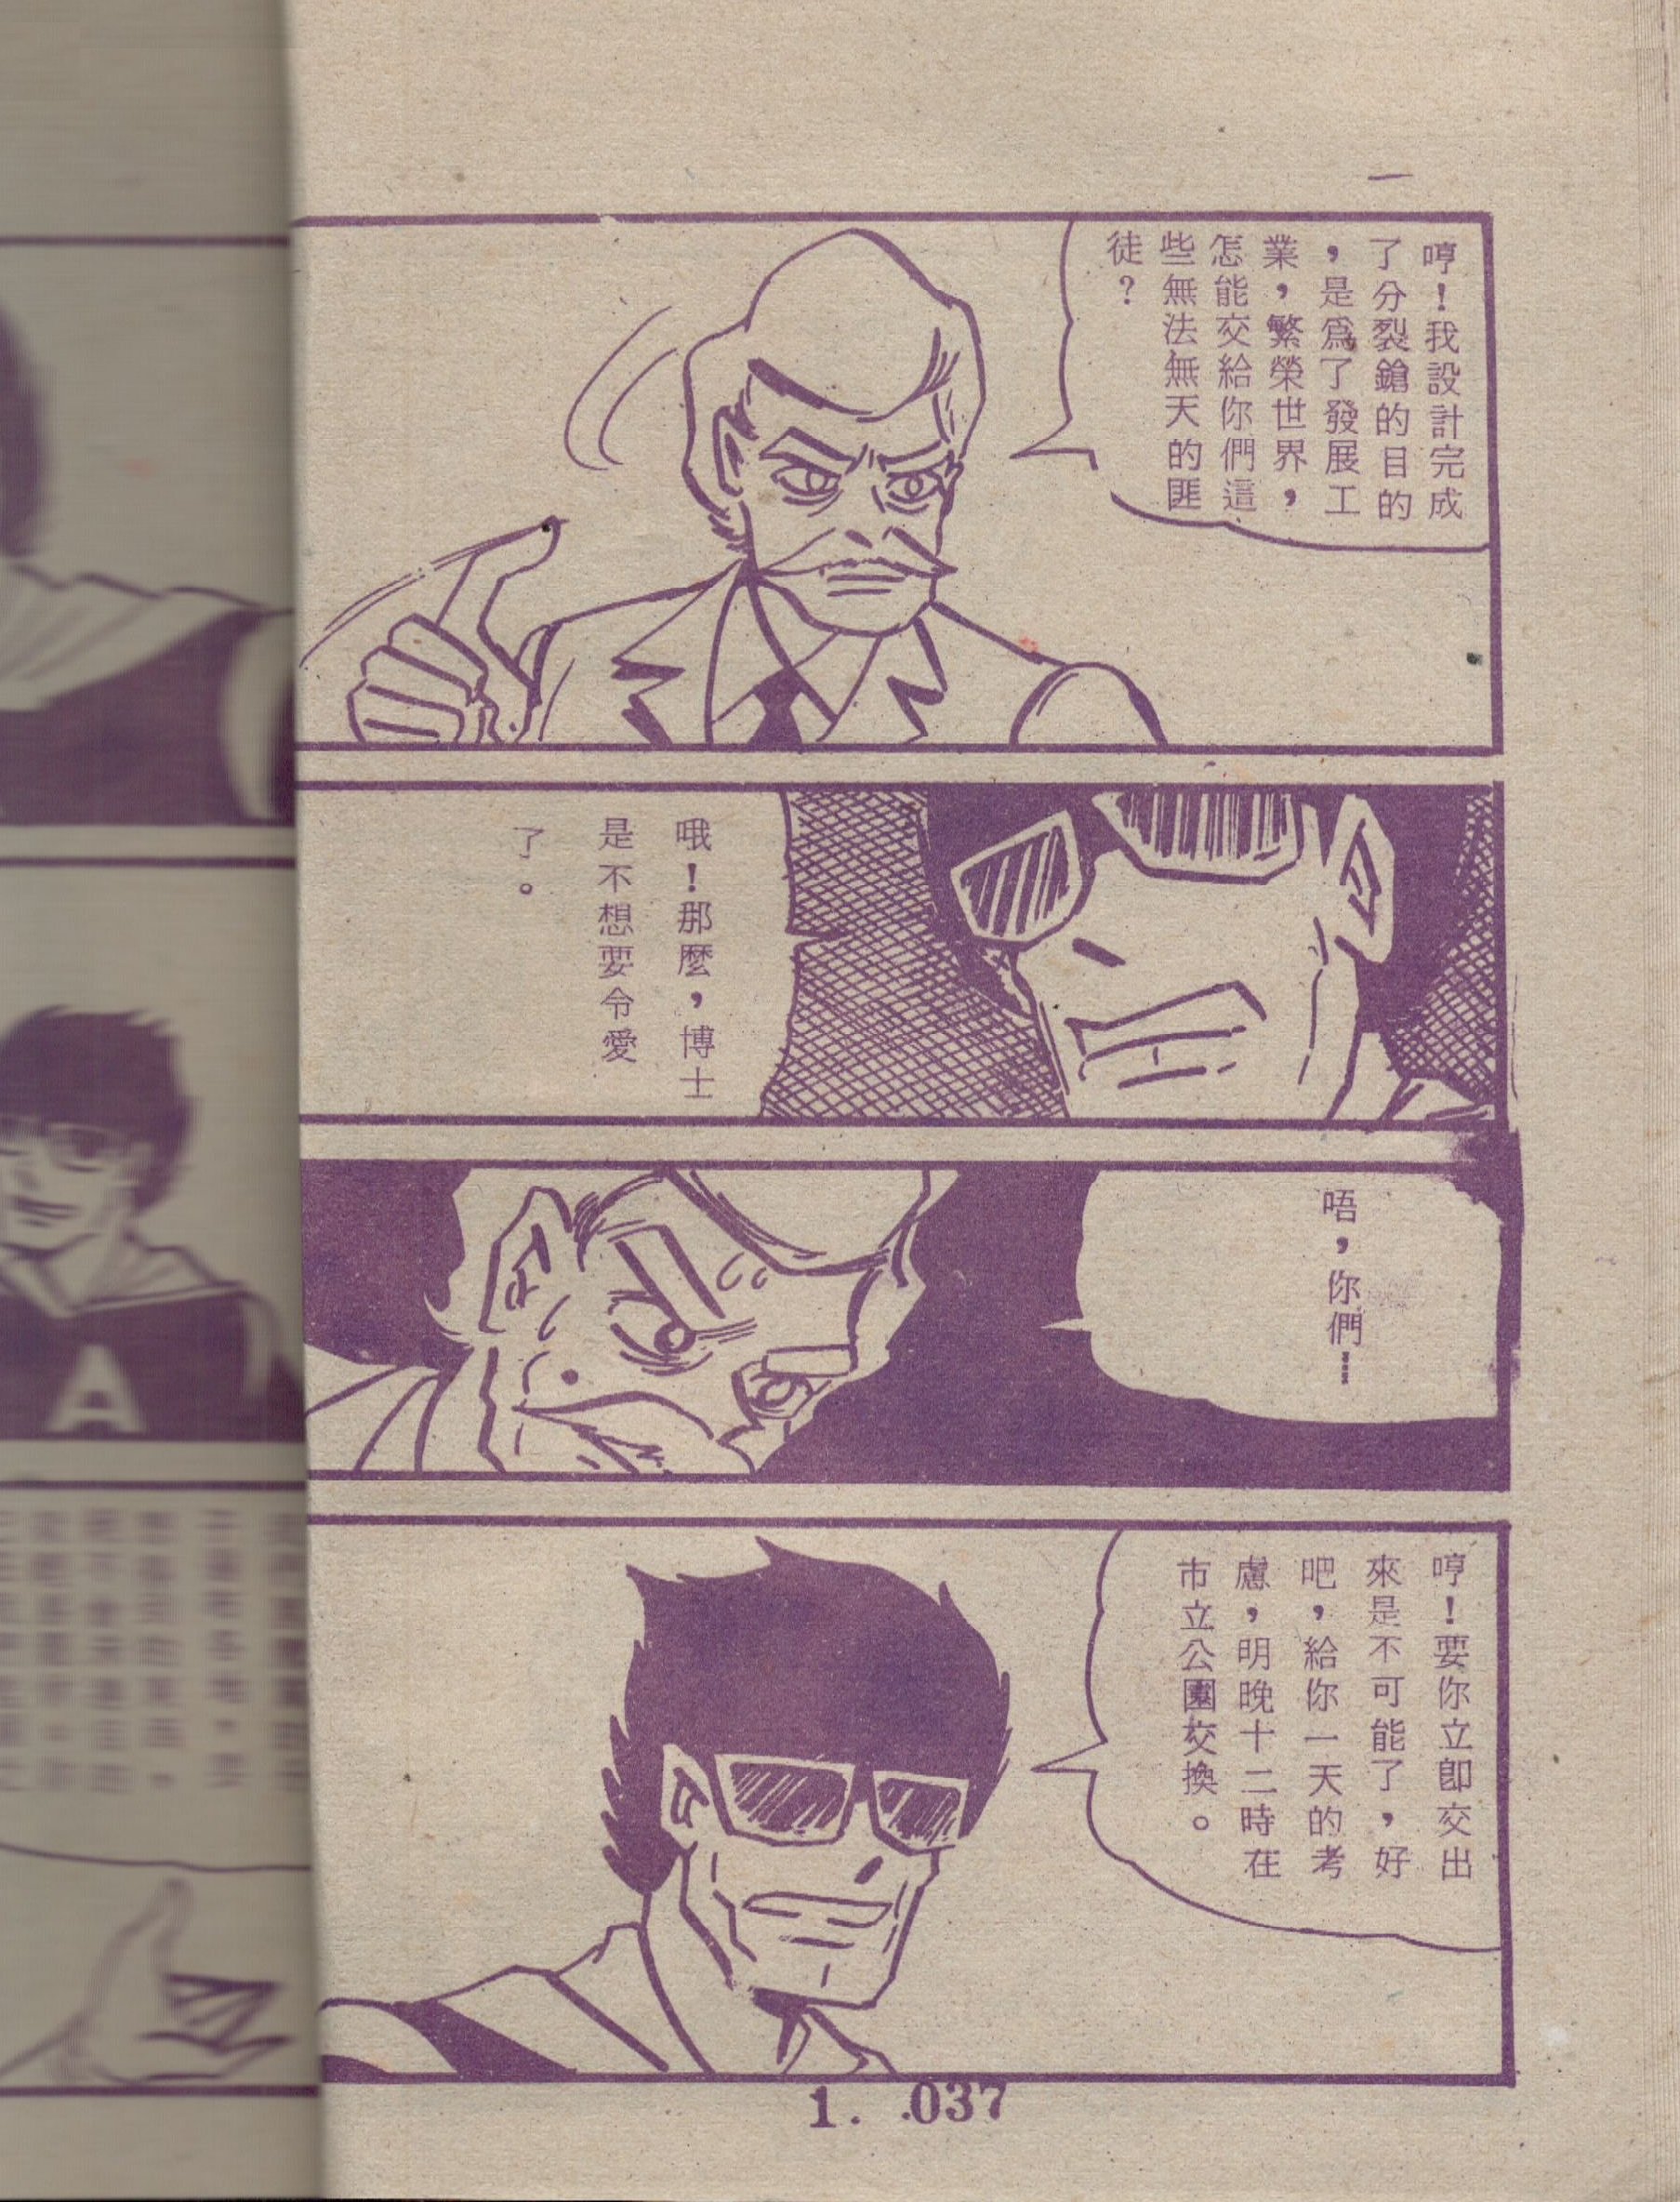 哼！我設計完成
了分裂鎗的目的
，是爲了發展工
業，繁榮世界，
怎能交給你們這
些無法無天的匪
徒？
哦！那麼，博士
是不想要令愛
了。
唔，你們……
哼！要你立卽交出
來是不可能了，好
吧，給你一天的考
慮，明晚十二時在
市立公園交換。
1. .037
A